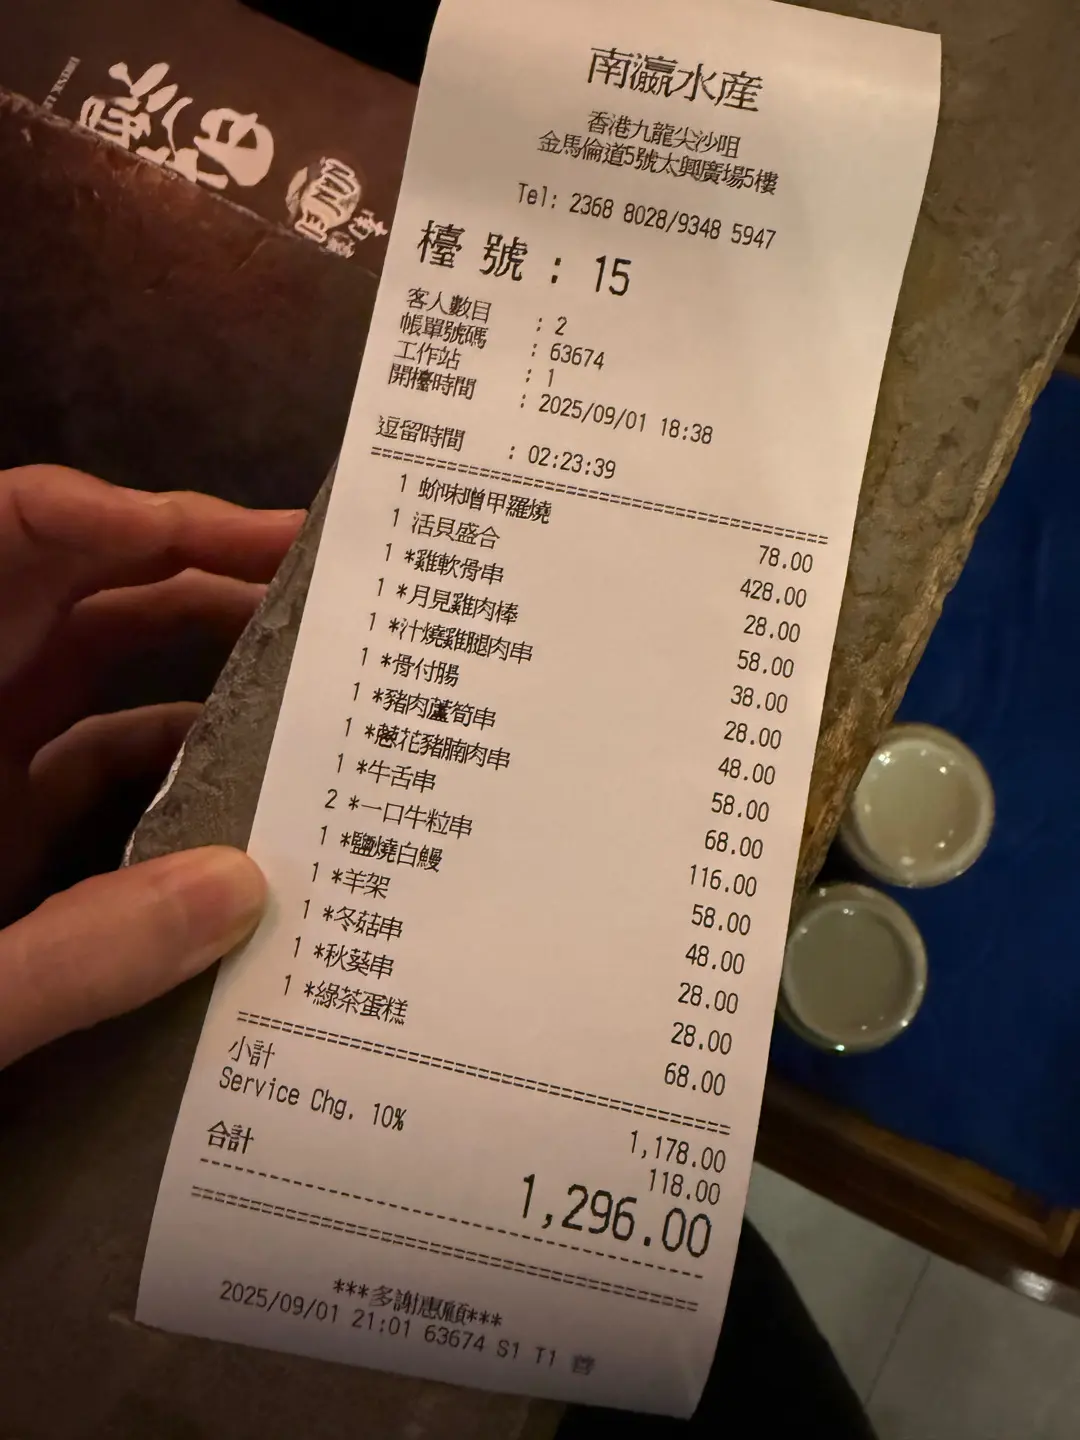 南瀛水産
香港九龍尖沙咀
金馬倫道5號太興廣場5樓
Tel: 2368 8028/9348 5947
檯 號 : 15
客人數目 : 2
帳單號碼 : 63674
工作站 : 1
開檯時間 : 2025/09/01 18:38
逗留時間 : 02:23:39
1 蚧味噌甲羅燒 78.00
1 活貝盛合 428.00
1 *雞軟骨串 28.00
1 *月見雞肉棒 58.00
1 *汁燒雞腿肉串 38.00
1 *骨付腸 28.00
1 *豬肉蘆筍串 48.00
1 *蔥花豬腩肉串 58.00
1 *牛舌串 68.00
2 *一口牛粒串 116.00
1 *鹽燒白鰻 58.00
1 *羊架 48.00
1 *冬菇串 28.00
1 *秋葵串 28.00
1 *綠茶蛋糕 68.00
小計 1,178.00
Service Chg. 10% 118.00
合計 1,296.00
***多謝惠顧***
2025/09/01 21:01 63674 S1 T1